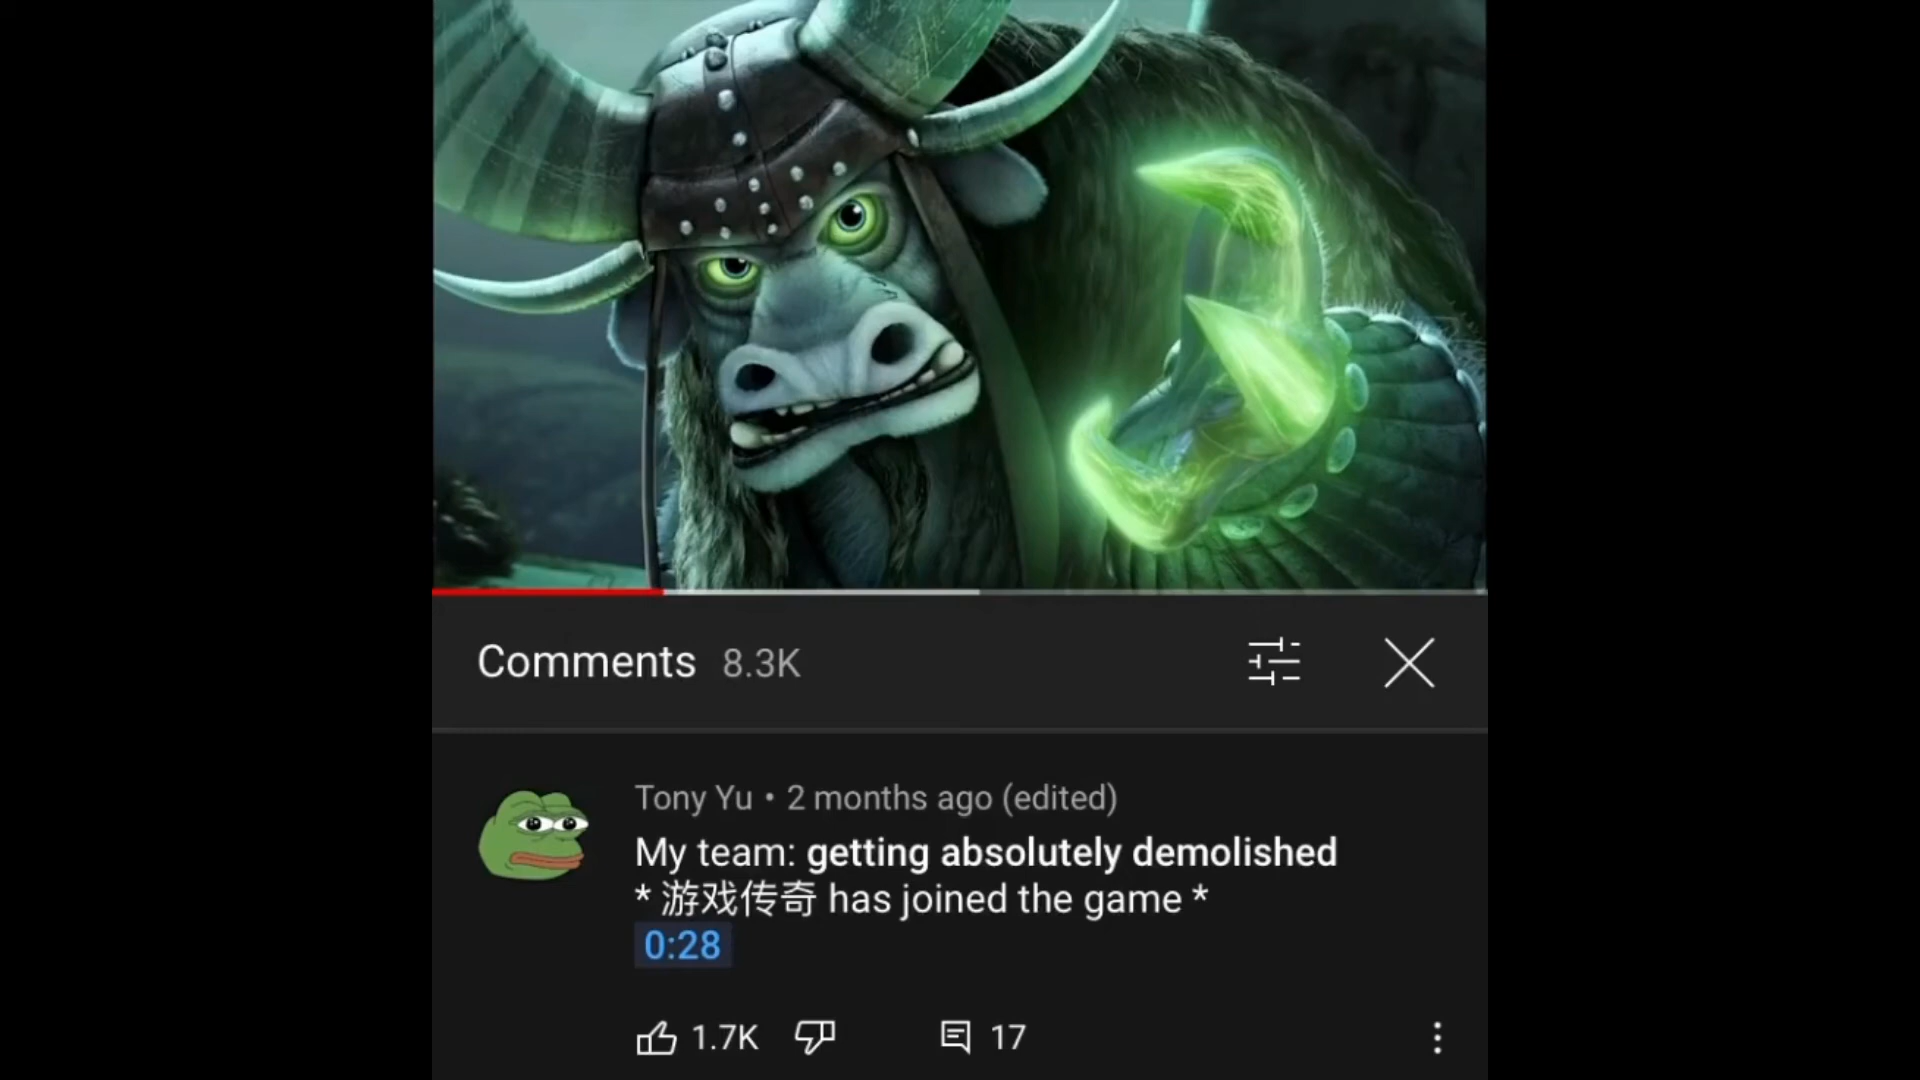 Comments 8.3K
Tony Yu • 2 months ago (edited)
My team: getting absolutely demolished
* 游戏传奇 has joined the game *
0:28
1.7K 17